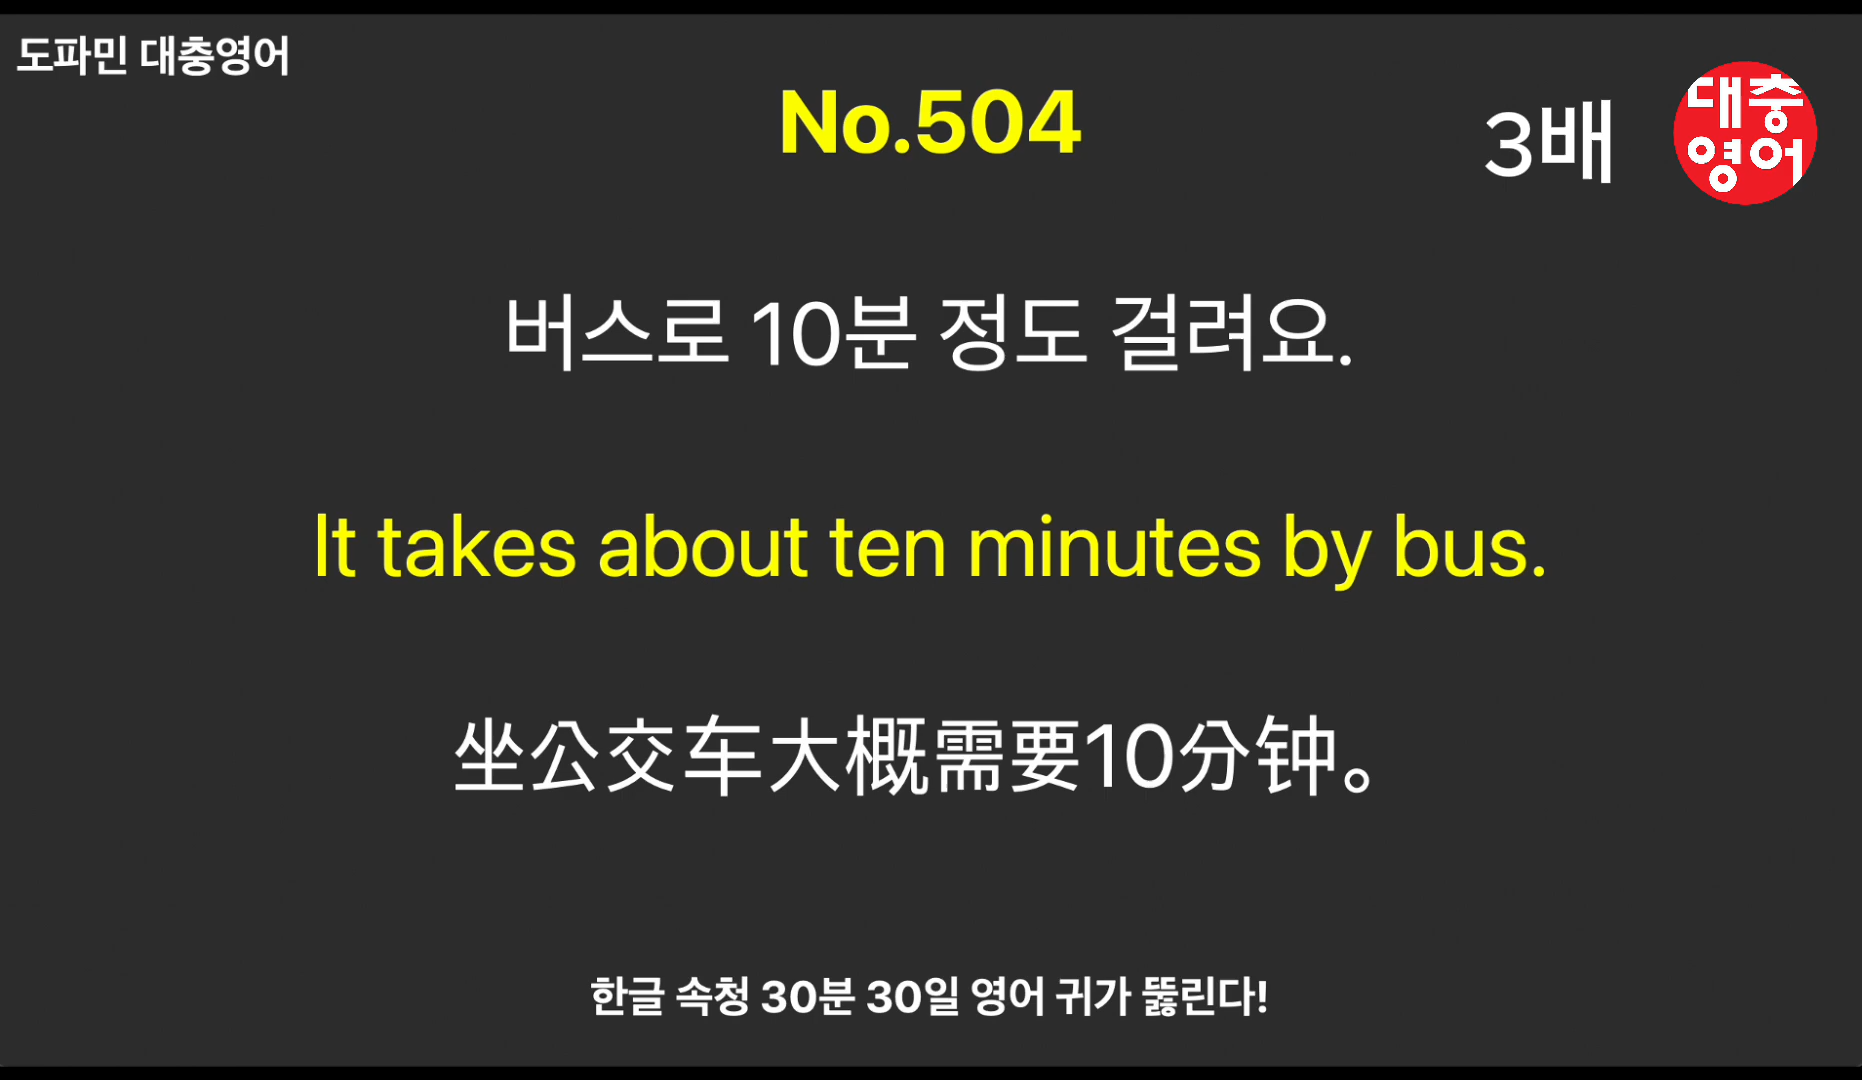 도파민 대충영어
No.504
3배
대충
영어
버스로 10분 정도 걸려요.
It takes about ten minutes by bus.
坐公交车大概需要10分钟。
한글 속청 30분 30일 영어 귀가 뚫린다!